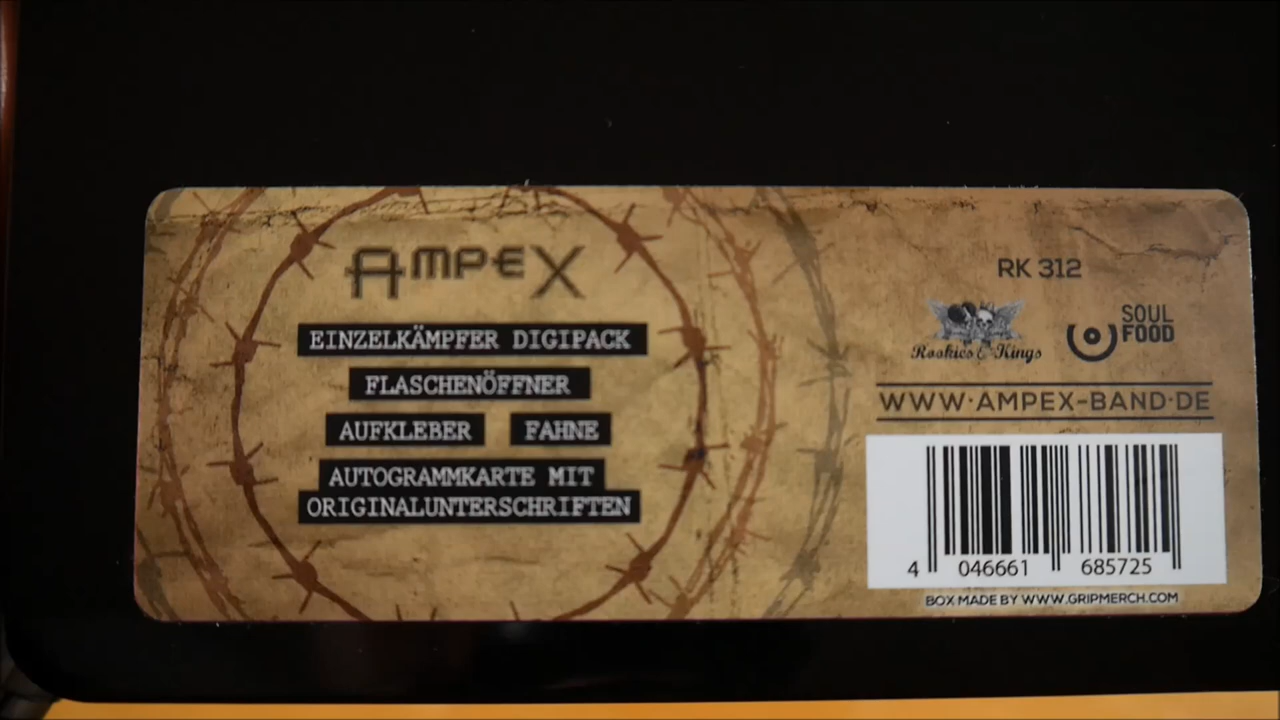 AMPEX
EINZELKÄMPFER DIGIPACK
FLASCHENÖFFNER
AUFKLEBER FAHNE
AUTOGRAMMKARTE MIT
ORIGINALUNTERSCHRIFTEN
RK 312
Rookies & Kings
SOUL
FOOD
WWW·AMPEX-BAND·DE
4 046661 685725
BOX MADE BY WWW.GRIPMERCH.COM